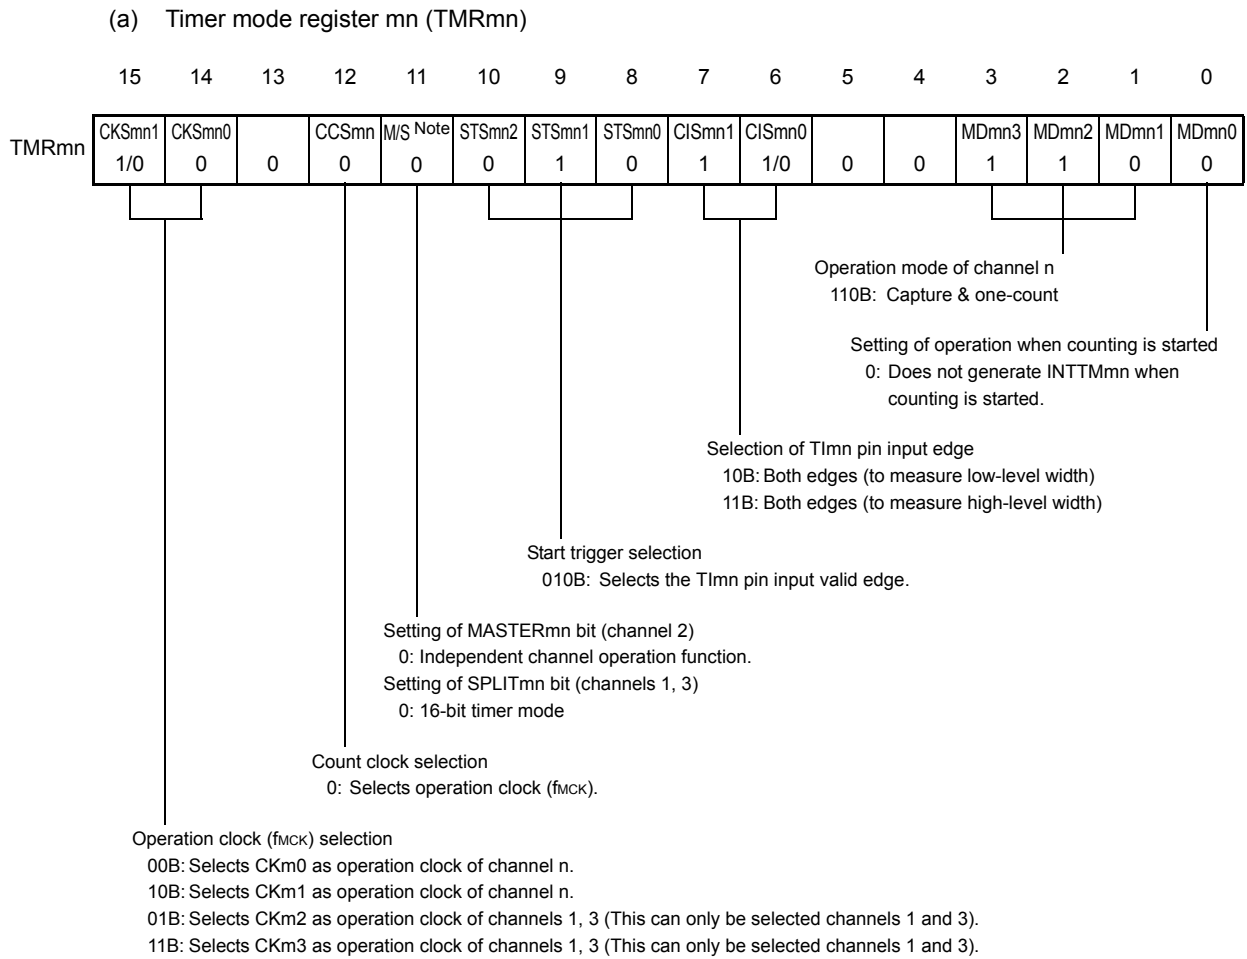 (a) Timer mode register mn (TMRmn)
15 14 13 12 11 10 9 8 7 6 5 4 3 2 1 0
TMRmn CKSmn1 CKSmn0 CCSmn M/S Note STSmn2 STSmn1 STSmn0 CISmn1 CISmn0 MDmn3 MDmn2 MDmn1 MDmn0
1/0 0 0 0 0 0 1 0 1 1/0 0 0 1 1 0 0
Operation mode of channel n
110B: Capture & one-count
Setting of operation when counting is started
0: Does not generate INTTMmn when
counting is started.
Selection of TImn pin input edge
10B: Both edges (to measure low-level width)
11B: Both edges (to measure high-level width)
Start trigger selection
010B: Selects the TImn pin input valid edge.
Setting of MASTERmn bit (channel 2)
0: Independent channel operation function.
Setting of SPLITmn bit (channels 1, 3)
0: 16-bit timer mode
Count clock selection
0: Selects operation clock (fMCK).
Operation clock (fMCK) selection
00B: Selects CKm0 as operation clock of channel n.
10B: Selects CKm1 as operation clock of channel n.
01B: Selects CKm2 as operation clock of channels 1, 3 (This can only be selected channels 1 and 3).
11B: Selects CKm3 as operation clock of channels 1, 3 (This can only be selected channels 1 and 3).